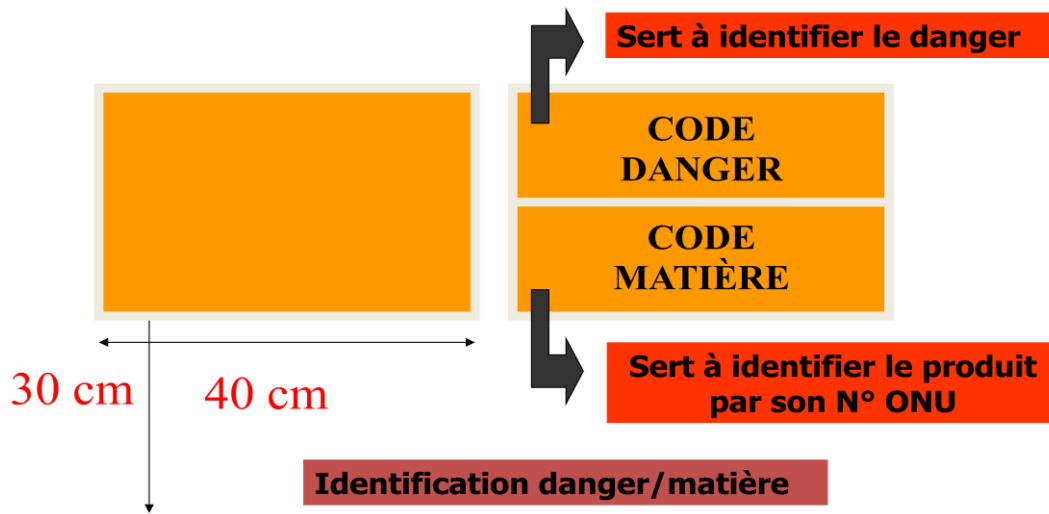 Sert à identifier le danger
CODE
DANGER
CODE
MATIÈRE
30 cm
40 cm
Sert à identifier le produit
par son N° ONU
Identification danger/matière